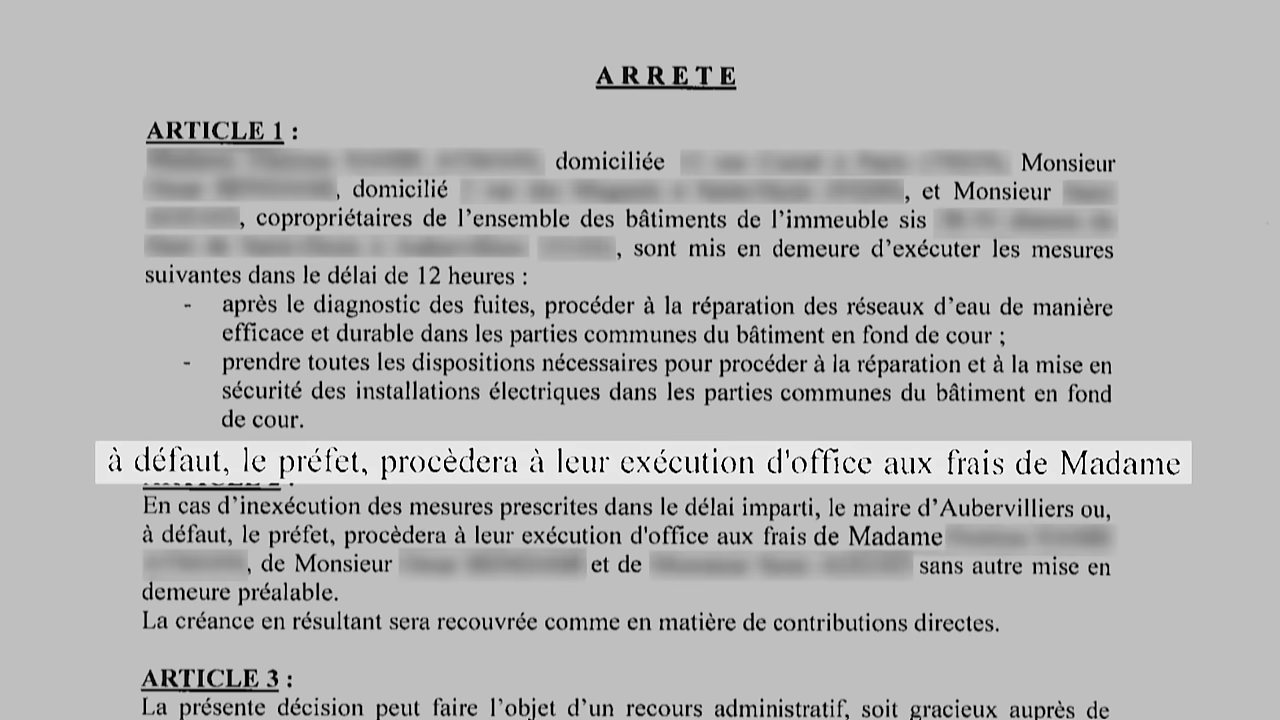 ARRETE
ARTICLE 1 :
domiciliée Monsieur
, domicilié , et Monsieur
, copropriétaires de l'ensemble des bâtiments de l'immeuble sis
, sont mis en demeure d'exécuter les mesures
suivantes dans le délai de 12 heures :
- après le diagnostic des fuites, procéder à la réparation des réseaux d'eau de manière
efficace et durable dans les parties communes du bâtiment en fond de cour ;
- prendre toutes les dispositions nécessaires pour procéder à la réparation et à la mise en
sécurité des installations électriques dans les parties communes du bâtiment en fond
de cour.
à défaut, le préfet, procèdera à leur exécution d'office aux frais de Madame
En cas d'inexécution des mesures prescrites dans le délai imparti, le maire d'Aubervilliers ou,
à défaut, le préfet, procèdera à leur exécution d'office aux frais de Madame
, de Monsieur et de sans autre mise en
demeure préalable.
La créance en résultant sera recouvrée comme en matière de contributions directes.
ARTICLE 3 :
La présente décision peut faire l'objet d'un recours administratif, soit gracieux auprès de